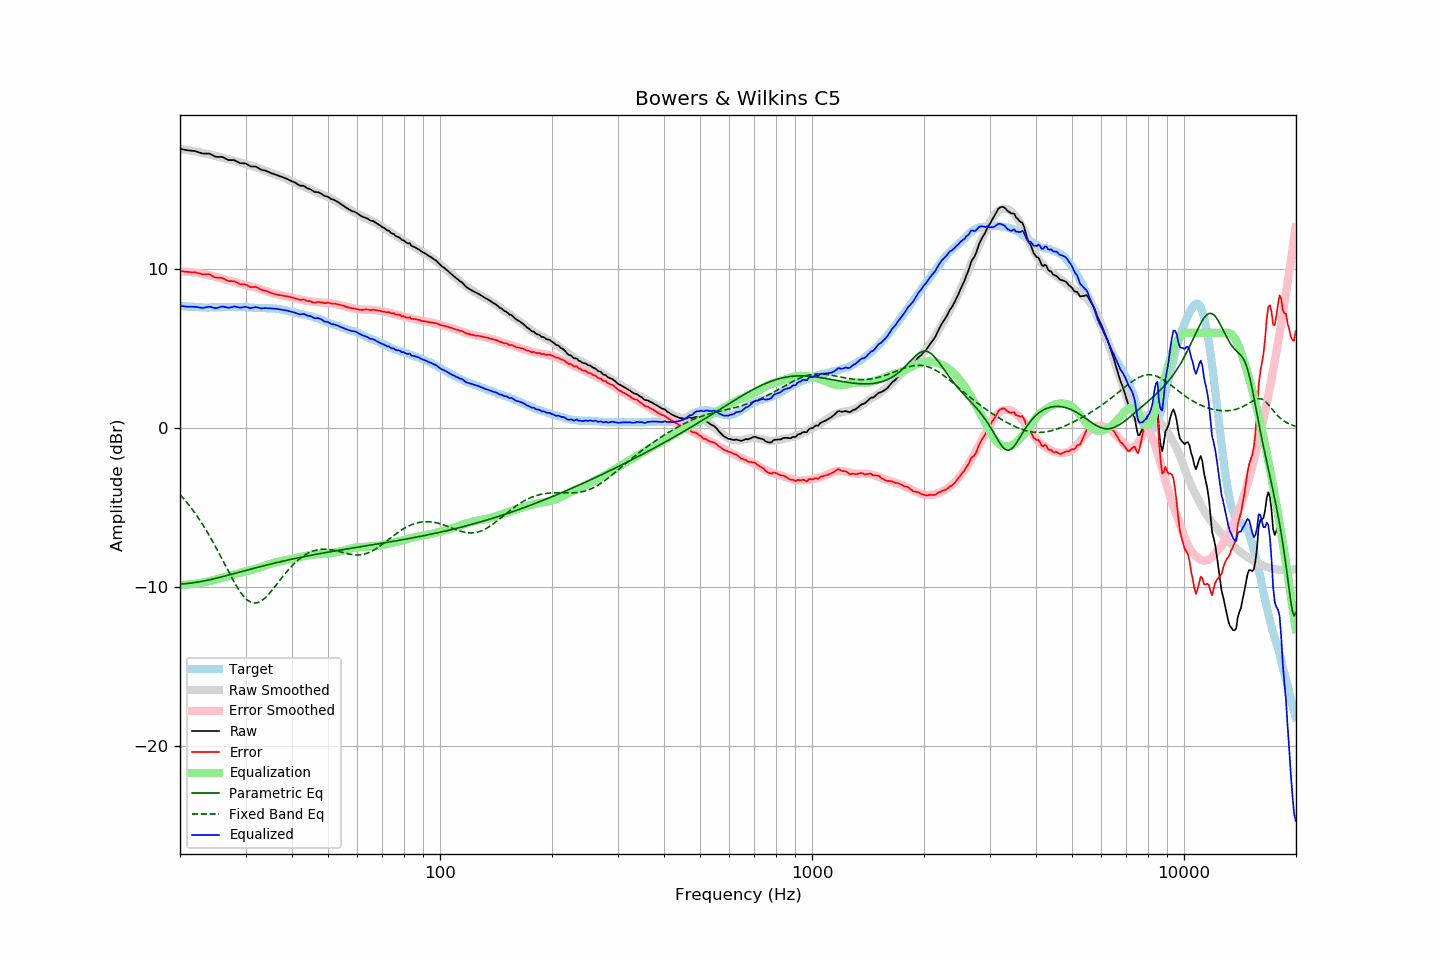 Bowers & Wilkins C5
Amplitude (dBr)
10
0
−10
−20
Target
Raw Smoothed
Error Smoothed
Raw
Error
Equalization
Parametric Eq
Fixed Band Eq
Equalized
100
1000
10000
Frequency (Hz)